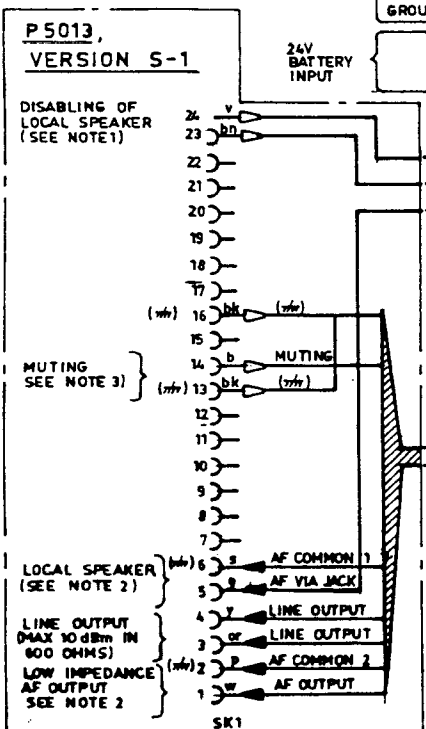 GROU
P5013,
VERSION S-1
24V
BATTERY
INPUT
DISABLING OF
LOCAL SPEAKER
(SEE NOTE1)
24 v
23 bn
22
21
20
19
18
17
16 bk
15
MUTING
SEE NOTE 3)
14 b MUTING
13 bk
12
11
10
9
8
7
LOCAL SPEAKER
(SEE NOTE 2)
6 s AF COMMON 1
5 AF VIA JACK
LINE OUTPUT
(MAX 10 dBm IN
600 OHMS)
4 y LINE OUTPUT
3 or LINE OUTPUT
LOW IMPEDANCE
AF OUTPUT
SEE NOTE 2
2 p AF COMMON 2
1 w AF OUTPUT
SK1